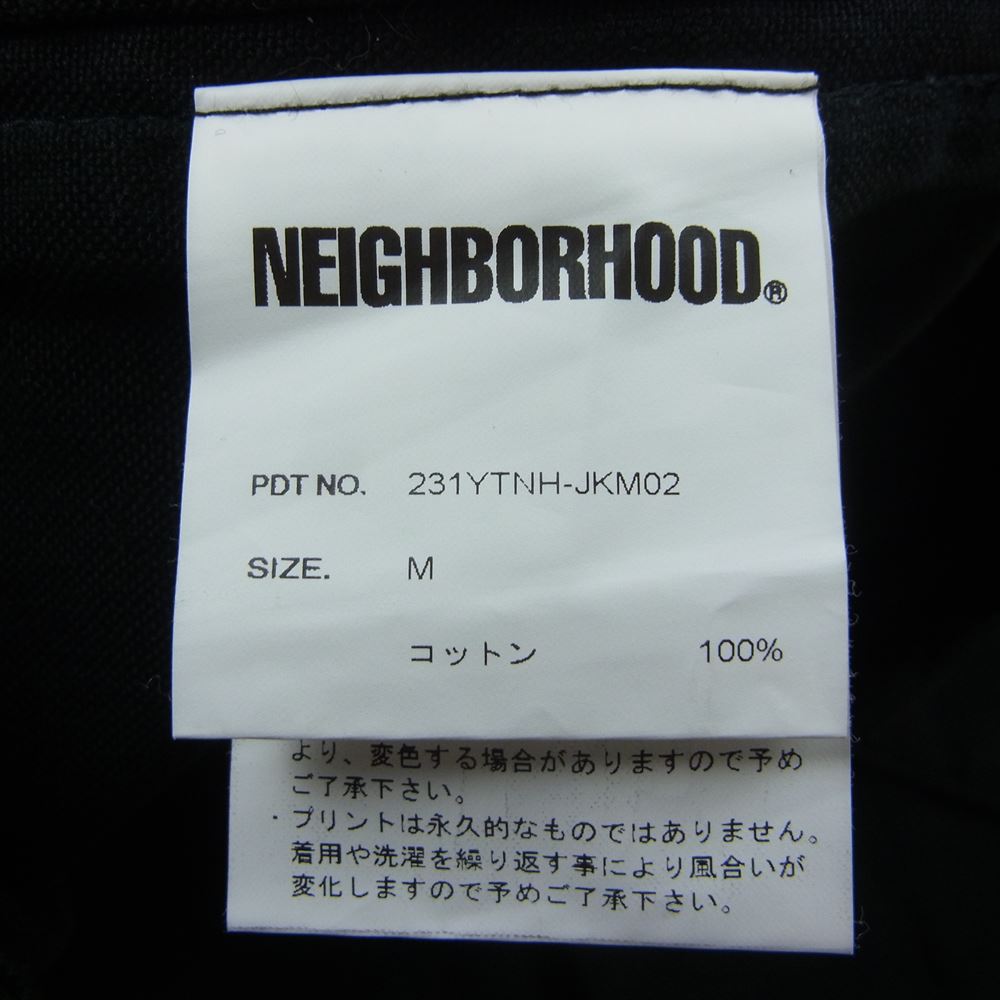 NEIGHBORHOOD®
PDT NO. 231YTNH-JKM02
SIZE. M
コットン 100%
より、変色する場合がありますので予め
ご了承下さい。
・プリントは永久的なものではありません。
着用や洗濯を繰り返す事により風合いが
変化しますので予めご了承下さい。